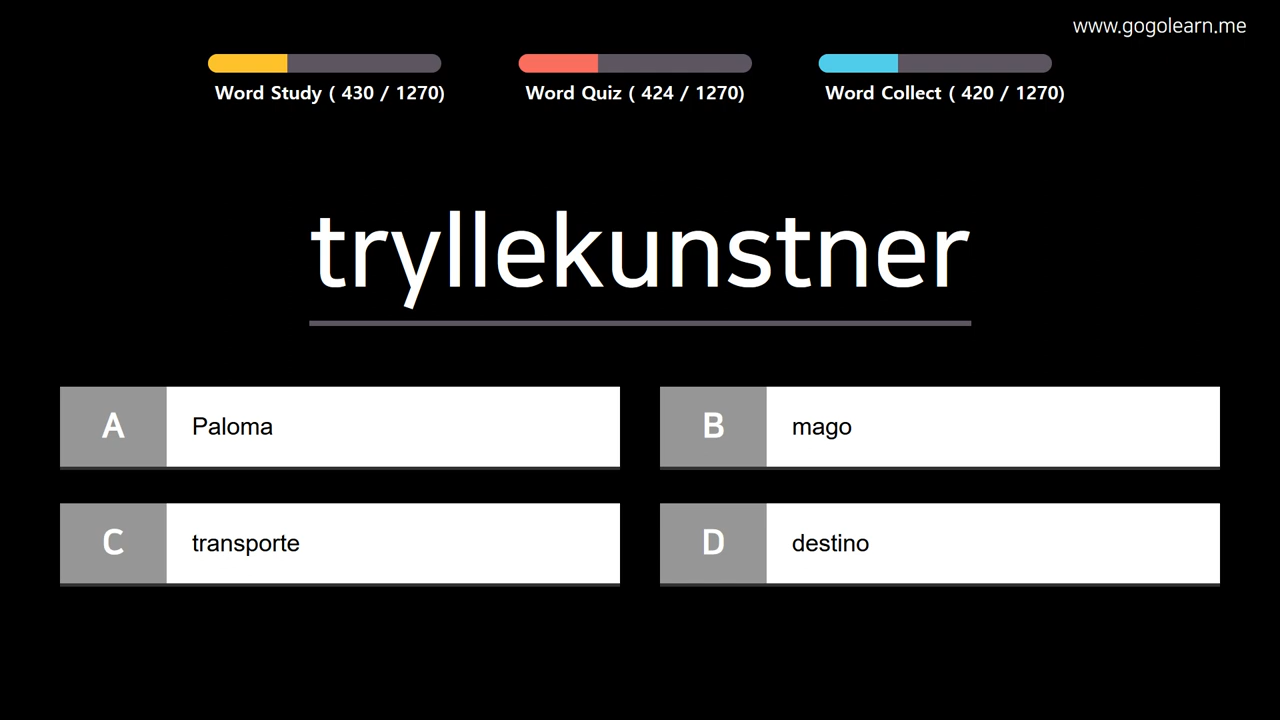 www.gogolearn.me
Word Study ( 430 / 1270)
Word Quiz ( 424 / 1270)
Word Collect ( 420 / 1270)
tryllekunstner
A Paloma
B mago
C transporte
D destino